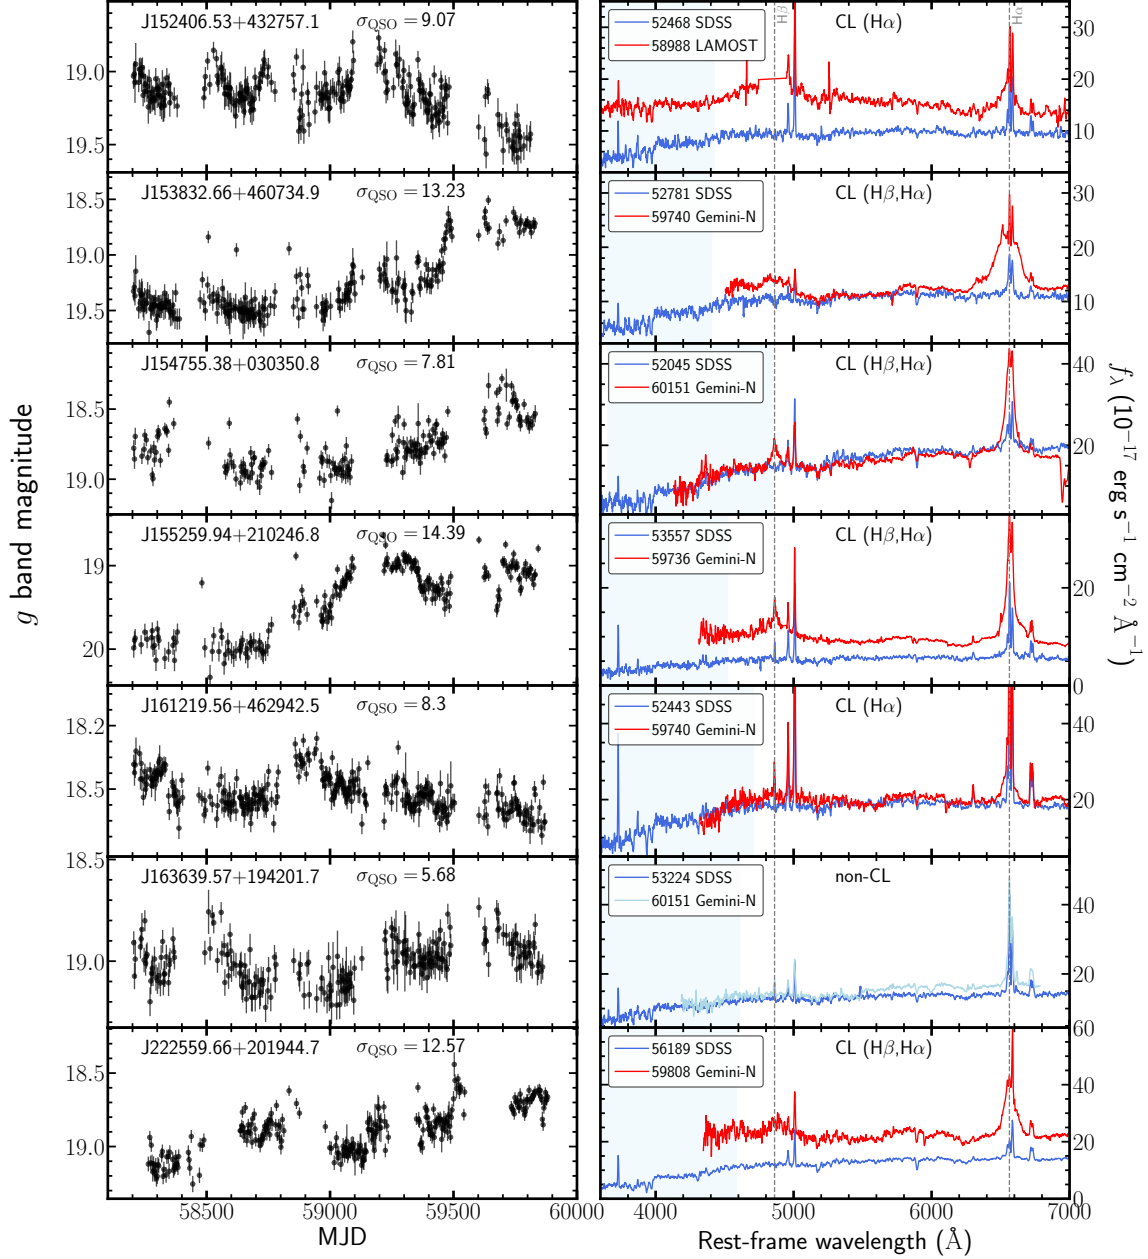 J152406.53+432757.1 σQSO = 9.07
19.0
19.5
52468 SDSS
58988 LAMOST
Hβ
CL (Hα)
Hα
30
20
10
J153832.66+460734.9 σQSO = 13.23
18.5
19.0
19.5
52781 SDSS
59740 Gemini-N
CL (Hβ,Hα)
30
20
10
J154755.38+030350.8 σQSO = 7.81
18.5
19.0
52045 SDSS
60151 Gemini-N
CL (Hβ,Hα)
40
20
J155259.94+210246.8 σQSO = 14.39
19
20
53557 SDSS
59736 Gemini-N
CL (Hβ,Hα)
20
0
J161219.56+462942.5 σQSO = 8.3
18.2
18.5
52443 SDSS
59740 Gemini-N
CL (Hα)
40
20
J163639.57+194201.7 σQSO = 5.68
18.5
19.0
53224 SDSS
60151 Gemini-N
non-CL
40
20
J222559.66+201944.7 σQSO = 12.57
18.5
19.0
56189 SDSS
59808 Gemini-N
CL (Hβ,Hα)
60
40
20
0
g band magnitude
fλ (10−17 erg s−1 cm−2 Å−1)
58500 59000 59500 60000
MJD
4000 5000 6000 7000
Rest-frame wavelength (Å)